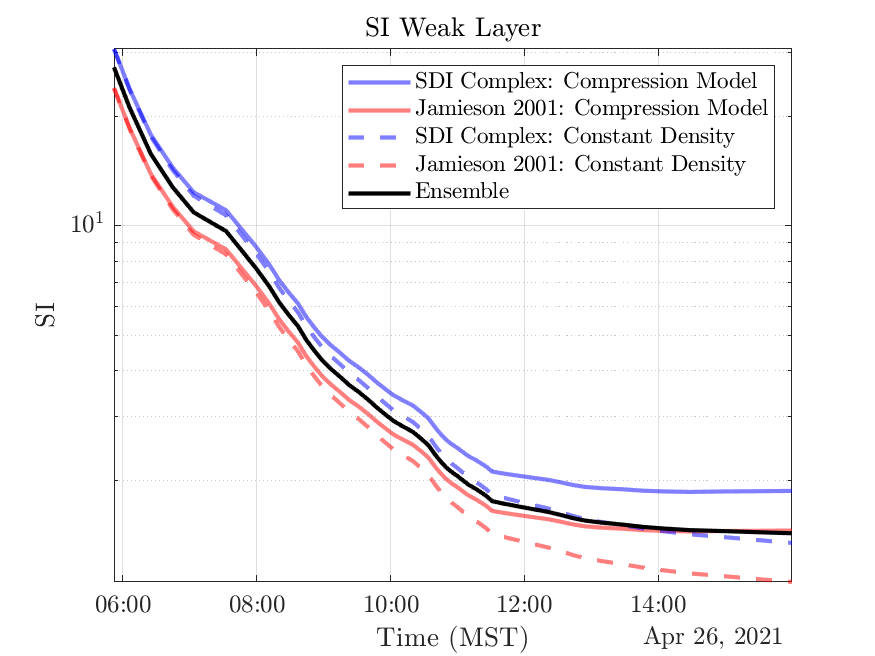 SI Weak Layer
SDI Complex: Compression Model
Jamieson 2001: Compression Model
SDI Complex: Constant Density
Jamieson 2001: Constant Density
Ensemble
10^1
SI
06:00 08:00 10:00 12:00 14:00
Time (MST)
Apr 26, 2021